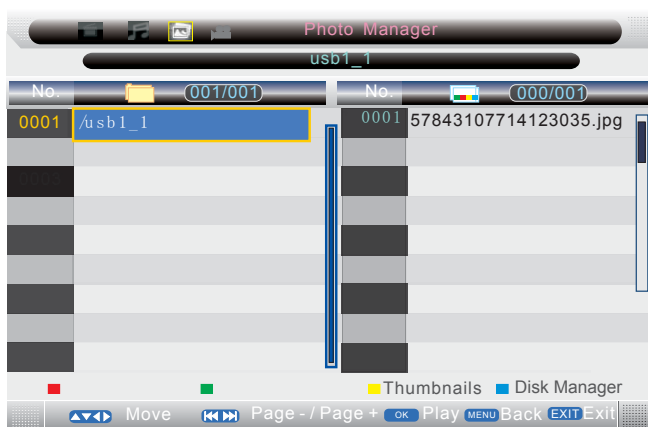 Photo Manager
usb1_1
No. (001/001) No. (000/001)
0001 /usb1_1 0001 57843107714123035.jpg
0003
Thumbnails Disk Manager
Move Page - / Page + OK Play MENU Back EXIT Exit